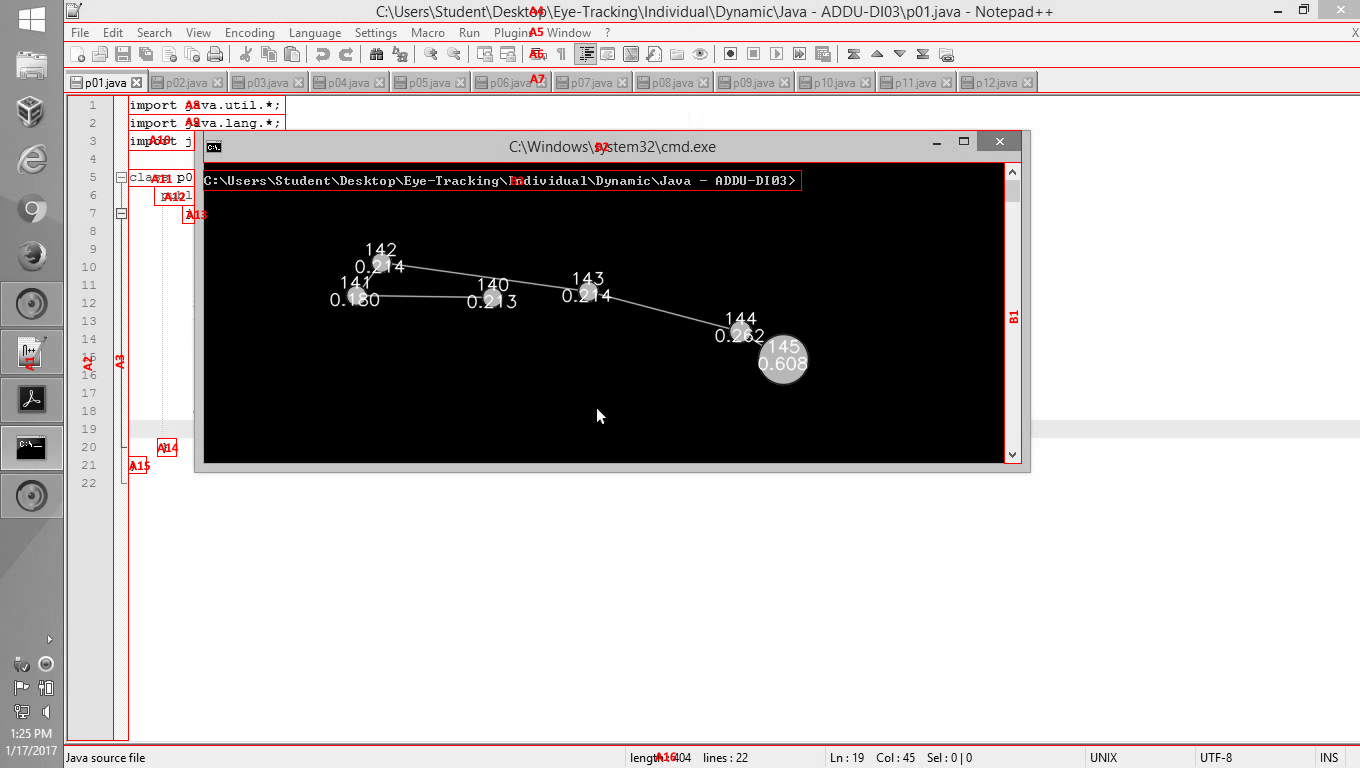 C:\Users\Student\Desktop\Eye-Tracking\Individual\Dynamic\Java - ADDU-DI03\p01.java - Notepad++
A4
File Edit Search View Encoding Language Settings Macro Run Plugins Window ? X
A5
A6
p01.java p02.java p03.java p04.java p05.java p06.java p07.java p08.java p09.java p10.java p11.java p12.java
A7
1 import java.util.*;
A8
2 import java.lang.*;
A9
3 import j
A10
C:\Windows\system32\cmd.exe
B2
4
5 class p0
A11
C:\Users\Student\Desktop\Eye-Tracking\Individual\Dynamic\Java - ADDU-DI03>
B3
6 publ
A12
7
A13
8
9
10
11
12
13
14
15
16
17
18
19
20 }
A14
21 }
A15
22
142
0.214
141
0.180
140
0.213
143
0.214
144
0.262
145
0.608
B1
A1
A2
A3
1:25 PM
1/17/2017
Java source file length : 404 lines : 22 Ln : 19 Col : 45 Sel : 0 | 0 UNIX UTF-8 INS
A16